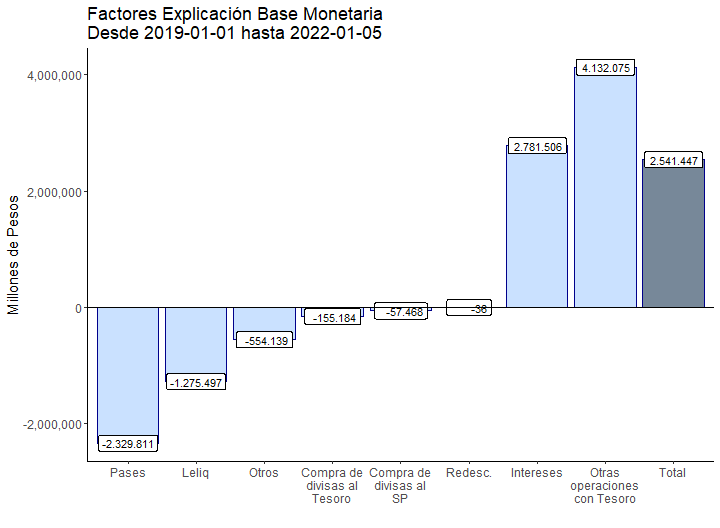 Factores Explicación Base Monetaria
Desde 2019-01-01 hasta 2022-01-05
Millones de Pesos
4,000,000
2,000,000
0
-2,000,000
-2.329.811
-1.275.497
-554.139
-155.184
-57.468
-36
2.781.506
4.132.075
2.541.447
Pases
Leliq
Otros
Compra de
divisas al
Tesoro
Compra de
divisas al
SP
Redesc.
Intereses
Otras
operaciones
con Tesoro
Total